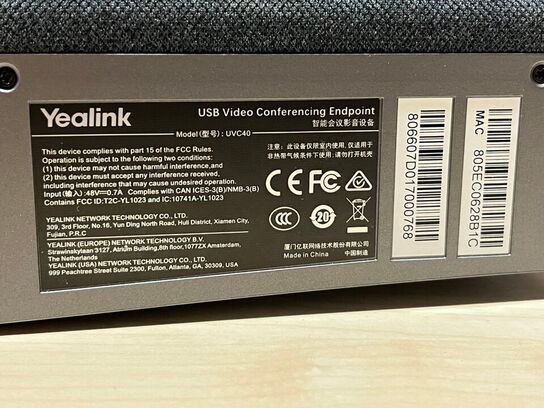 Yealink
USB Video Conferencing Endpoint
智能会议影音设备
Model(型号): UVC40
This device complies with part 15 of the FCC Rules.
Operation is subject to the following two conditions:
(1) this device may not cause harmful interference,and
(2) this device must accept any interference received,
including interference that may cause undesired operation.
Input(输入):⎓48V 0.7A Complies with CAN ICES-3(B)/NMB-3(B)
Contains FCC ID:T2C-YL1023 and IC:10741A-YL1023
YEALINK NETWORK TECHNOLOGY CO., LTD.
309, 3rd Floor, No.16, Yun Ding North Road, Huli District, Xiamen City,
Fujian, P.R.C
YEALINK (EUROPE) NETWORK TECHNOLOGY B.V.
Strawinskylaan 3127, Atrium Building,8th floor,1077ZX Amsterdam,
The Netherlands
YEALINK (USA) NETWORK TECHNOLOGY CO., LTD.
999 Peachtree Street Suite 2300, Fulton, Atlanta, GA, 30309, USA
注意: 此设备仅限室内使用, 仅适用于
非热带气候条件下使用; 请勿打开机壳
CE FC
CCC
20
厦门亿联网络技术股份有限公司
Made in China
中国制造
806607D017000768
MAC 805EC0628B1C